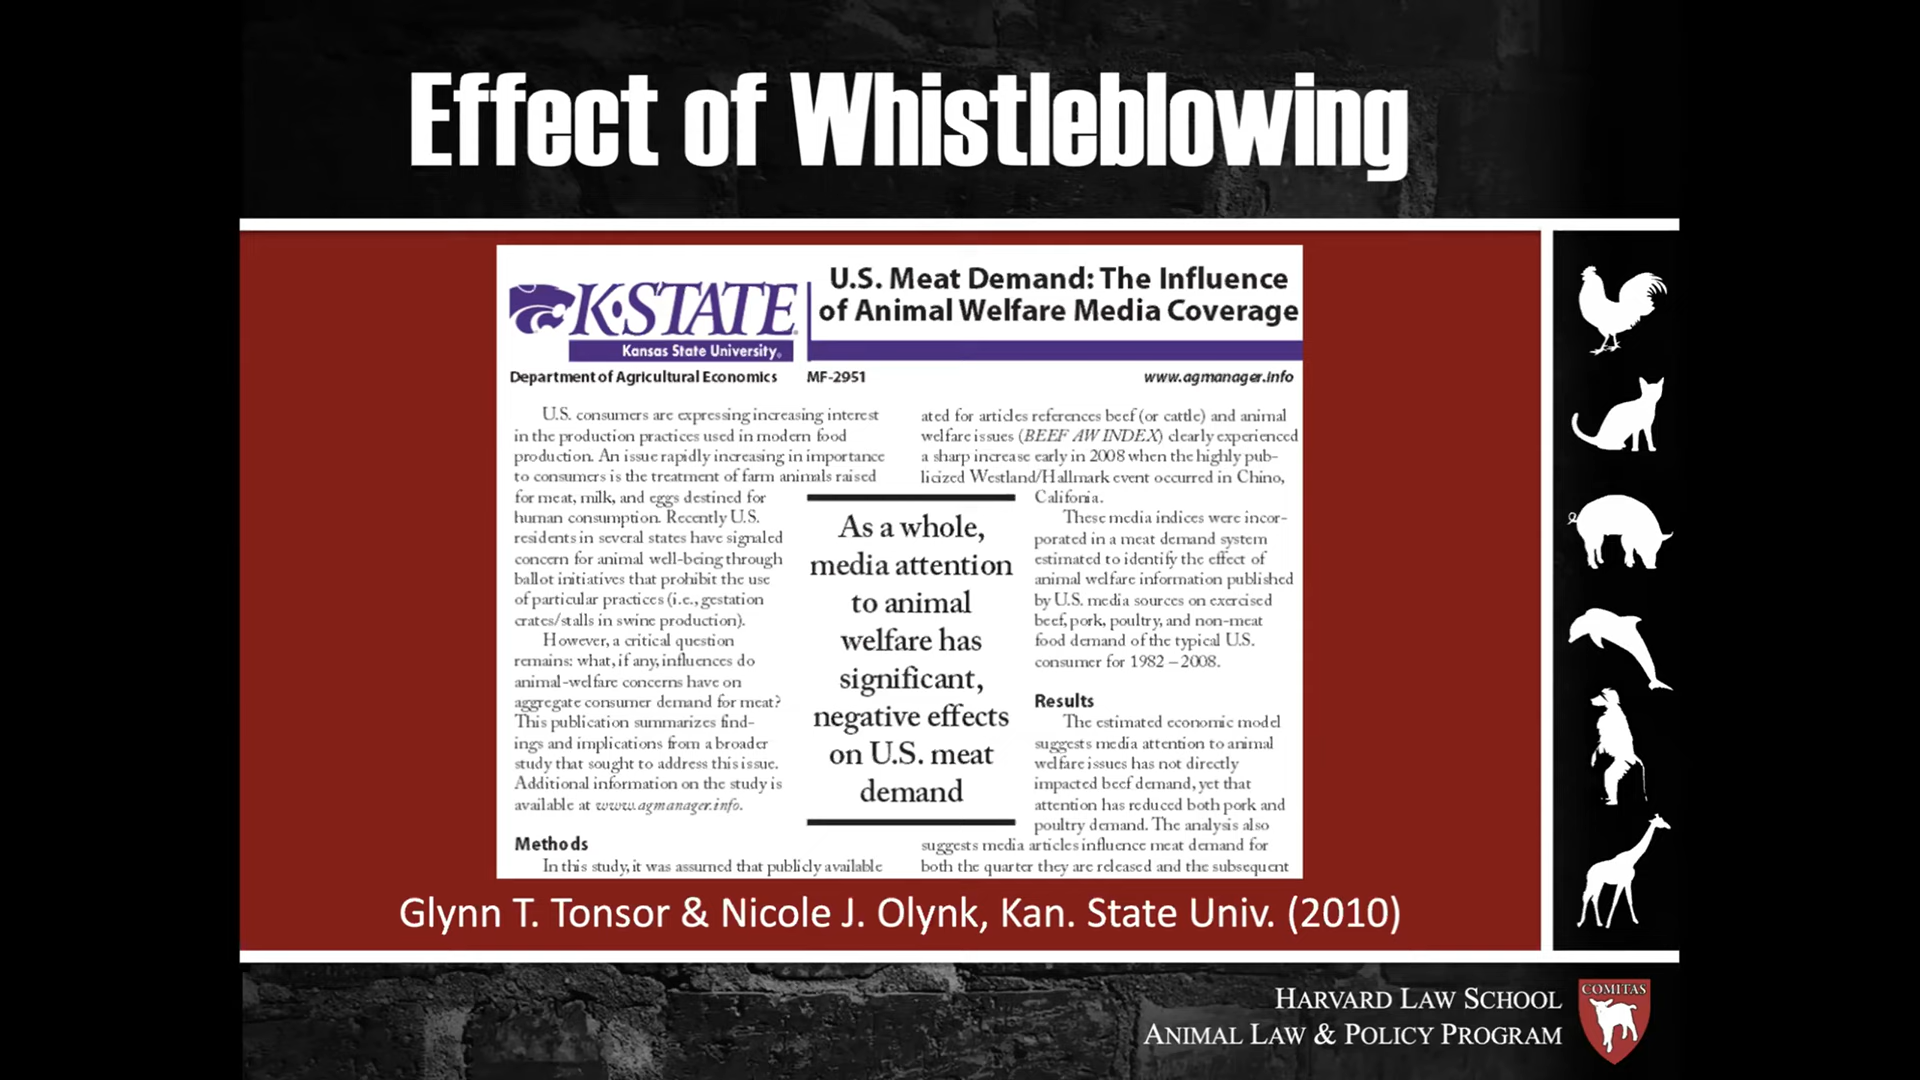 Effect of Whistleblowing
K-STATE
Kansas State University
U.S. Meat Demand: The Influence
of Animal Welfare Media Coverage
Department of Agricultural Economics MF-2951 www.agmanager.info
U.S. consumers are expressing increasing interest
in the production practices used in modern food
production. An issue rapidly increasing in importance
to consumers is the treatment of farm animals raised
for meat, milk, and eggs destined for
human consumption. Recently U.S.
residents in several states have signaled
concern for animal well-being through
ballot initiatives that prohibit the use
of particular practices (i.e., gestation
crates/stalls in swine production).
However, a critical question
remains: what, if any, influences do
animal-welfare concerns have on
aggregate consumer demand for meat?
This publication summarizes find-
ings and implications from a broader
study that sought to address this issue.
Additional information on the study is
available at www.agmanager.info.
Methods
In this study, it was assumed that publicly available
As a whole,
media attention
to animal
welfare has
significant,
negative effects
on U.S. meat
demand
ated for articles references beef (or cattle) and animal
welfare issues (BEEF AW INDEX) clearly experienced
a sharp increase early in 2008 when the highly pub-
licized Westland/Hallmark event occurred in Chino,
Califonia.
These media indices were incor-
porated in a meat demand system
estimated to identify the effect of
animal welfare information published
by U.S. media sources on exercised
beef, pork, poultry, and non-meat
food demand of the typical U.S.
consumer for 1982 – 2008.
Results
The estimated economic model
suggests media attention to animal
welfare issues has not directly
impacted beef demand, yet that
attention has reduced both pork and
poultry demand. The analysis also
suggests media articles influence meat demand for
both the quarter they are released and the subsequent
Glynn T. Tonsor & Nicole J. Olynk, Kan. State Univ. (2010)
HARVARD LAW SCHOOL
ANIMAL LAW & POLICY PROGRAM
COMITAS